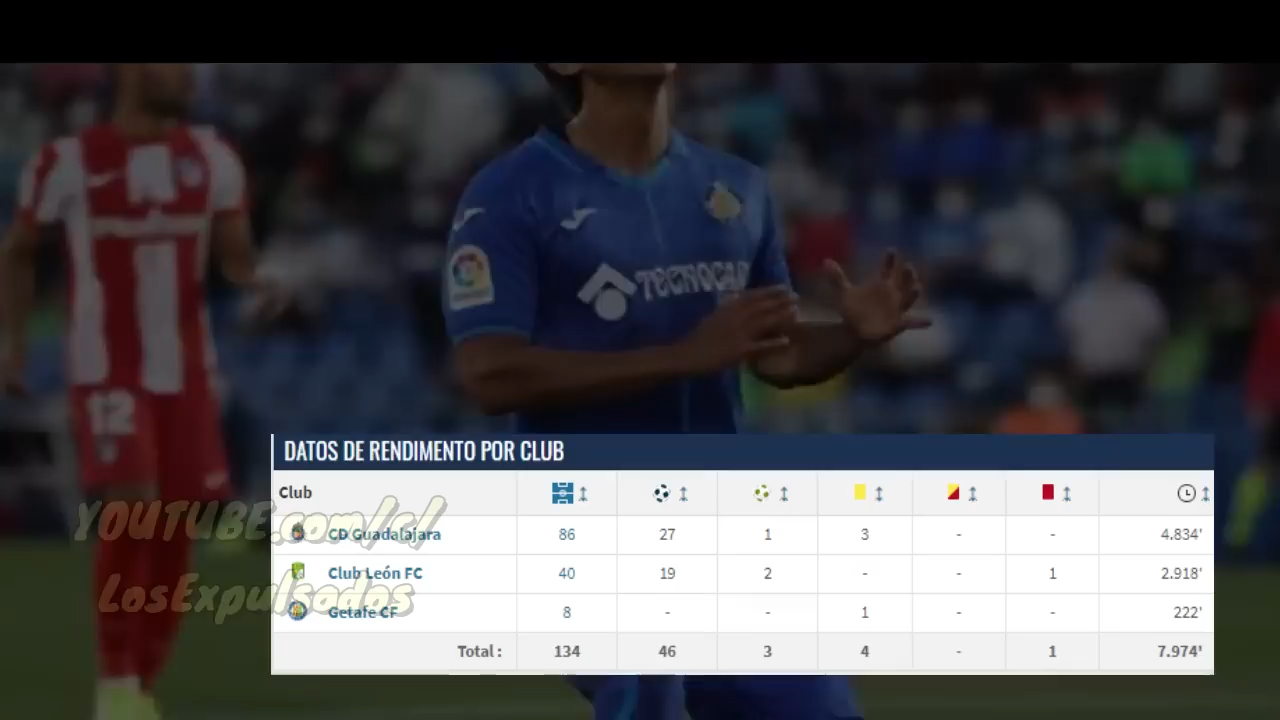 TECNOCAS
12
DATOS DE RENDIMENTO POR CLUB
Club
CD Guadalajara 86 27 1 3 - - 4.834'
Club León FC 40 19 2 - - 1 2.918'
Getafe CF 8 - - 1 - - 222'
Total : 134 46 3 4 - 1 7.974'
YOUTUBE.com/c/
LosExpulsados